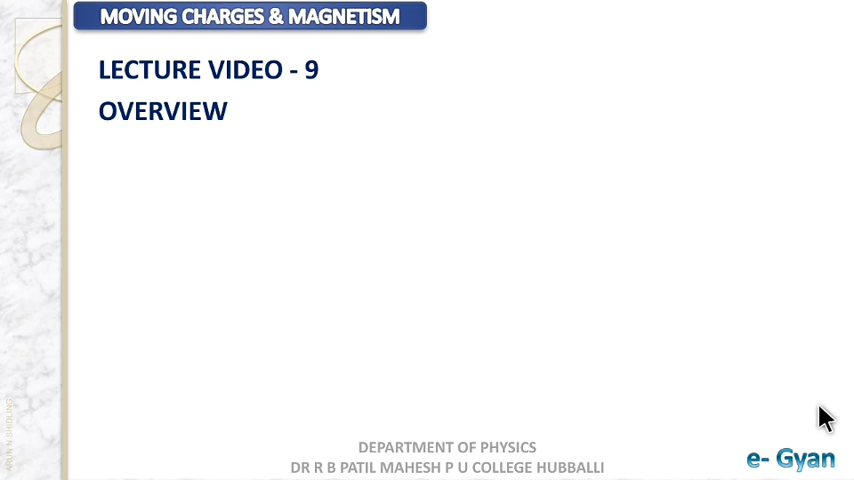 MOVING CHARGES & MAGNETISM
LECTURE VIDEO - 9
OVERVIEW
DEPARTMENT OF PHYSICS
DR R B PATIL MAHESH P U COLLEGE HUBBALLI
e- Gyan